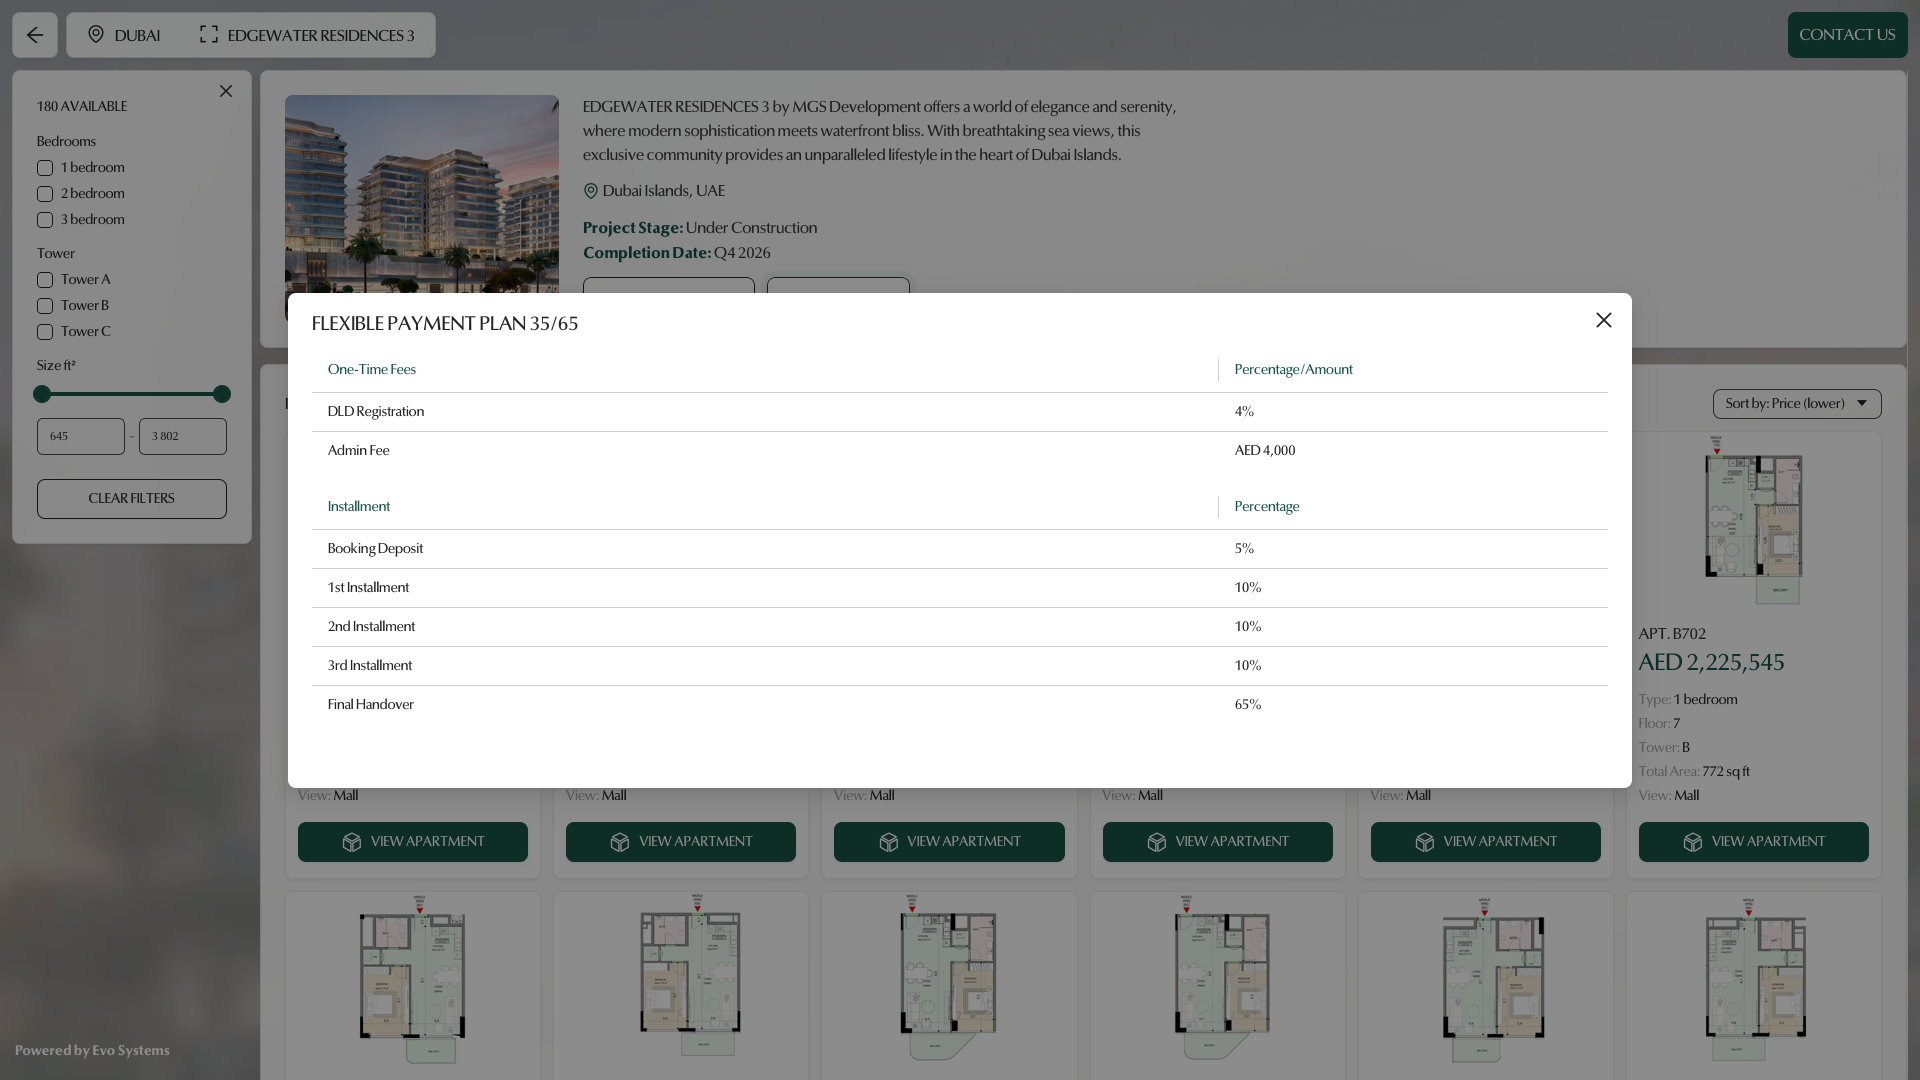 DUBAI
EDGEWATER RESIDENCES 3
CONTACT US
180 AVAILABLE
Bedrooms
1 bedroom
2 bedroom
3 bedroom
Tower
Tower A
Tower B
Tower C
Size ft²
645 - 3 802
CLEAR FILTERS
EDGEWATER RESIDENCES 3 by MGS Development offers a world of elegance and serenity,
where modern sophistication meets waterfront bliss. With breathtaking sea views, this
exclusive community provides an unparalleled lifestyle in the heart of Dubai Islands.
Dubai Islands, UAE
Project Stage: Under Construction
Completion Date: Q4 2026
FLEXIBLE PAYMENT PLAN 35/65
One-Time Fees Percentage/Amount
DLD Registration 4%
Admin Fee AED 4,000
Installment Percentage
Booking Deposit 5%
1st Installment 10%
2nd Installment 10%
3rd Installment 10%
Final Handover 65%
Sort by: Price (lower)
APT. B702
AED 2,225,545
Type: 1 bedroom
Floor: 7
Tower: B
Total Area: 772 sq ft
View: Mall View: Mall View: Mall View: Mall View: Mall View: Mall
VIEW APARTMENT VIEW APARTMENT VIEW APARTMENT VIEW APARTMENT VIEW APARTMENT VIEW APARTMENT
Powered by Evo Systems